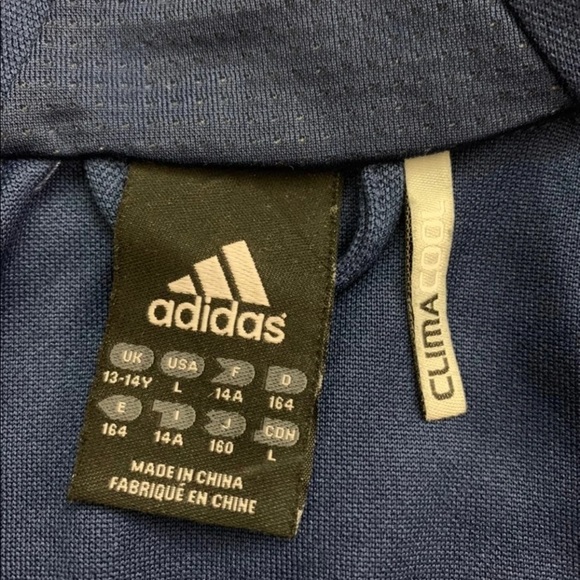 adidas
UK USA F D
13-14Y L 14A 164
E I J CDN
164 14A 160 L
MADE IN CHINA
FABRIQUÉ EN CHINE
CLIMACOOL